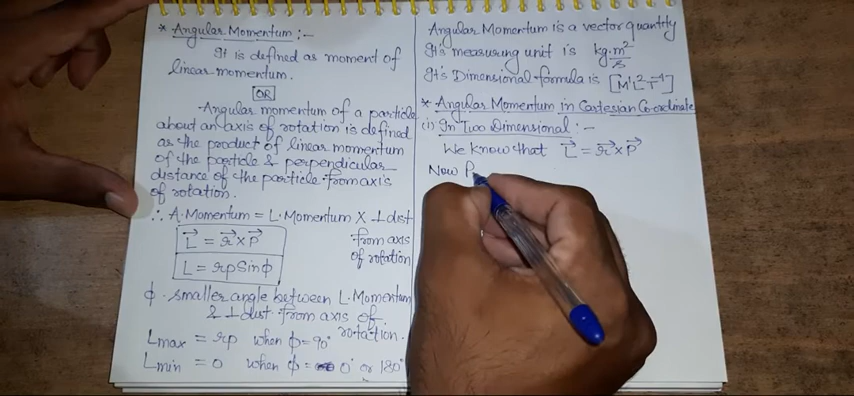 * Angular Momentum :-
It is defined as moment of
linear momentum.
OR
Angular momentum of a particle
about an axis of rotation is defined
as the product of linear momentum
of the particle & perpendicular
distance of the particle from axis
of rotation.
∴ A. Momentum = L. Momentum X ⊥ dist
from axis
of rotation
L⃗ = r⃗ × P⃗
L = rp Sinϕ
ϕ. smaller angle between L. Momentum
& ⊥ dist. from axis of
rotation.
Lmax = rp when ϕ = 90°
Lmin = 0 when ϕ = 0° or 180°
Angular Momentum is a vector quantity
It's measuring unit is kg.m²/s
It's Dimensional formula is [M¹L²T⁻¹]
* Angular Momentum in Cartesian Co-ordinate
(i) In Two Dimensional :-
We know that L⃗ = r⃗ × P⃗
Now P